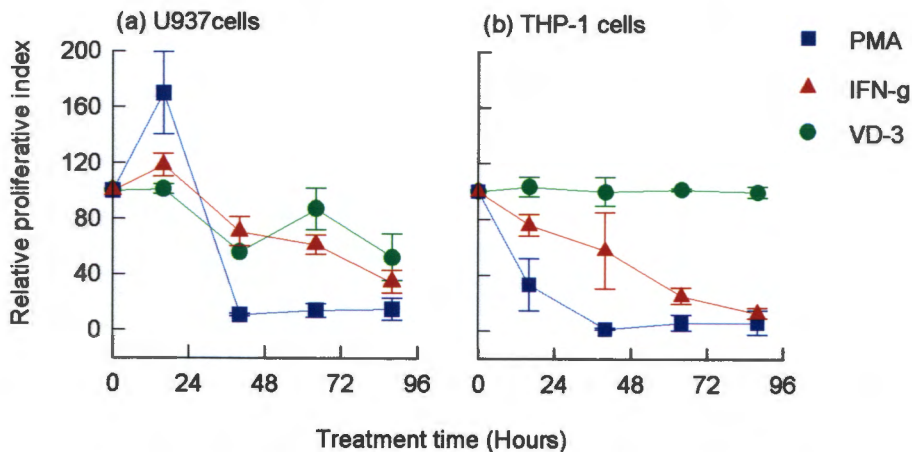 (a) U937cells
(b) THP-1 cells
PMA
IFN-g
VD-3
Relative proliferative index
200
160
120
80
40
0
0 24 48 72 96
0 24 48 72 96
Treatment time (Hours)